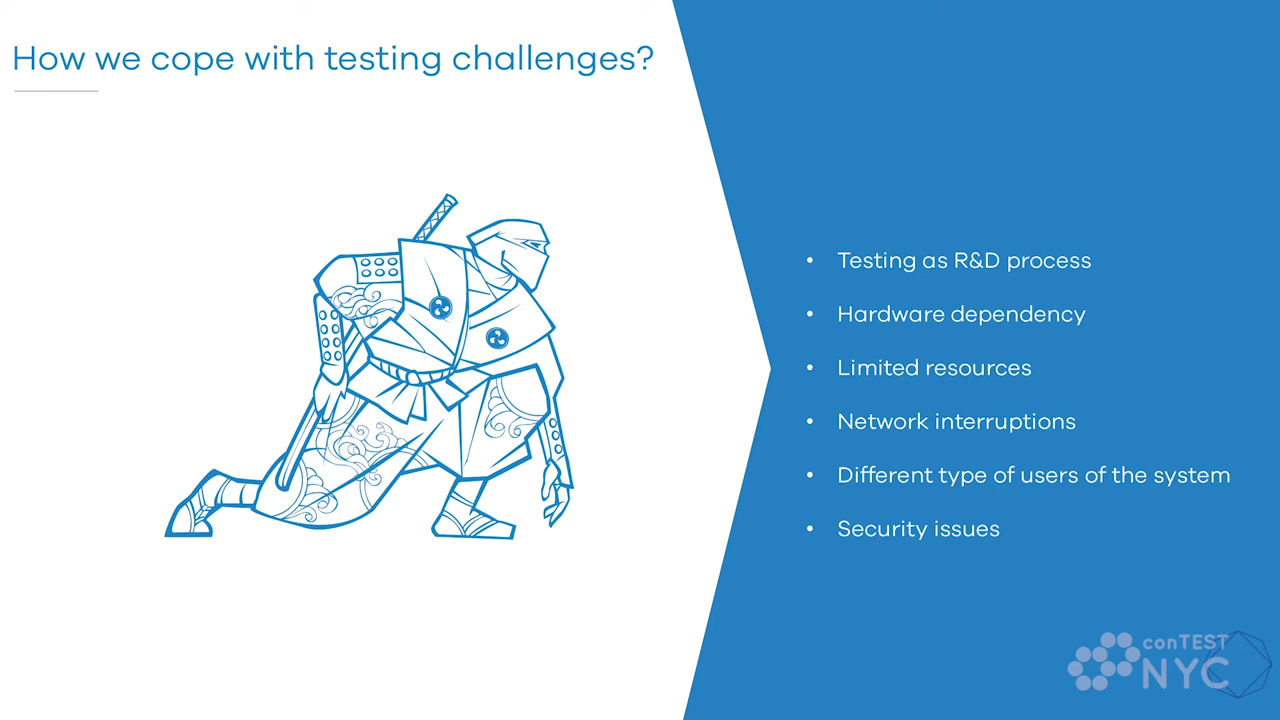 How we cope with testing challenges?
• Testing as R&D process
• Hardware dependency
• Limited resources
• Network interruptions
• Different type of users of the system
• Security issues
conTEST
NYC